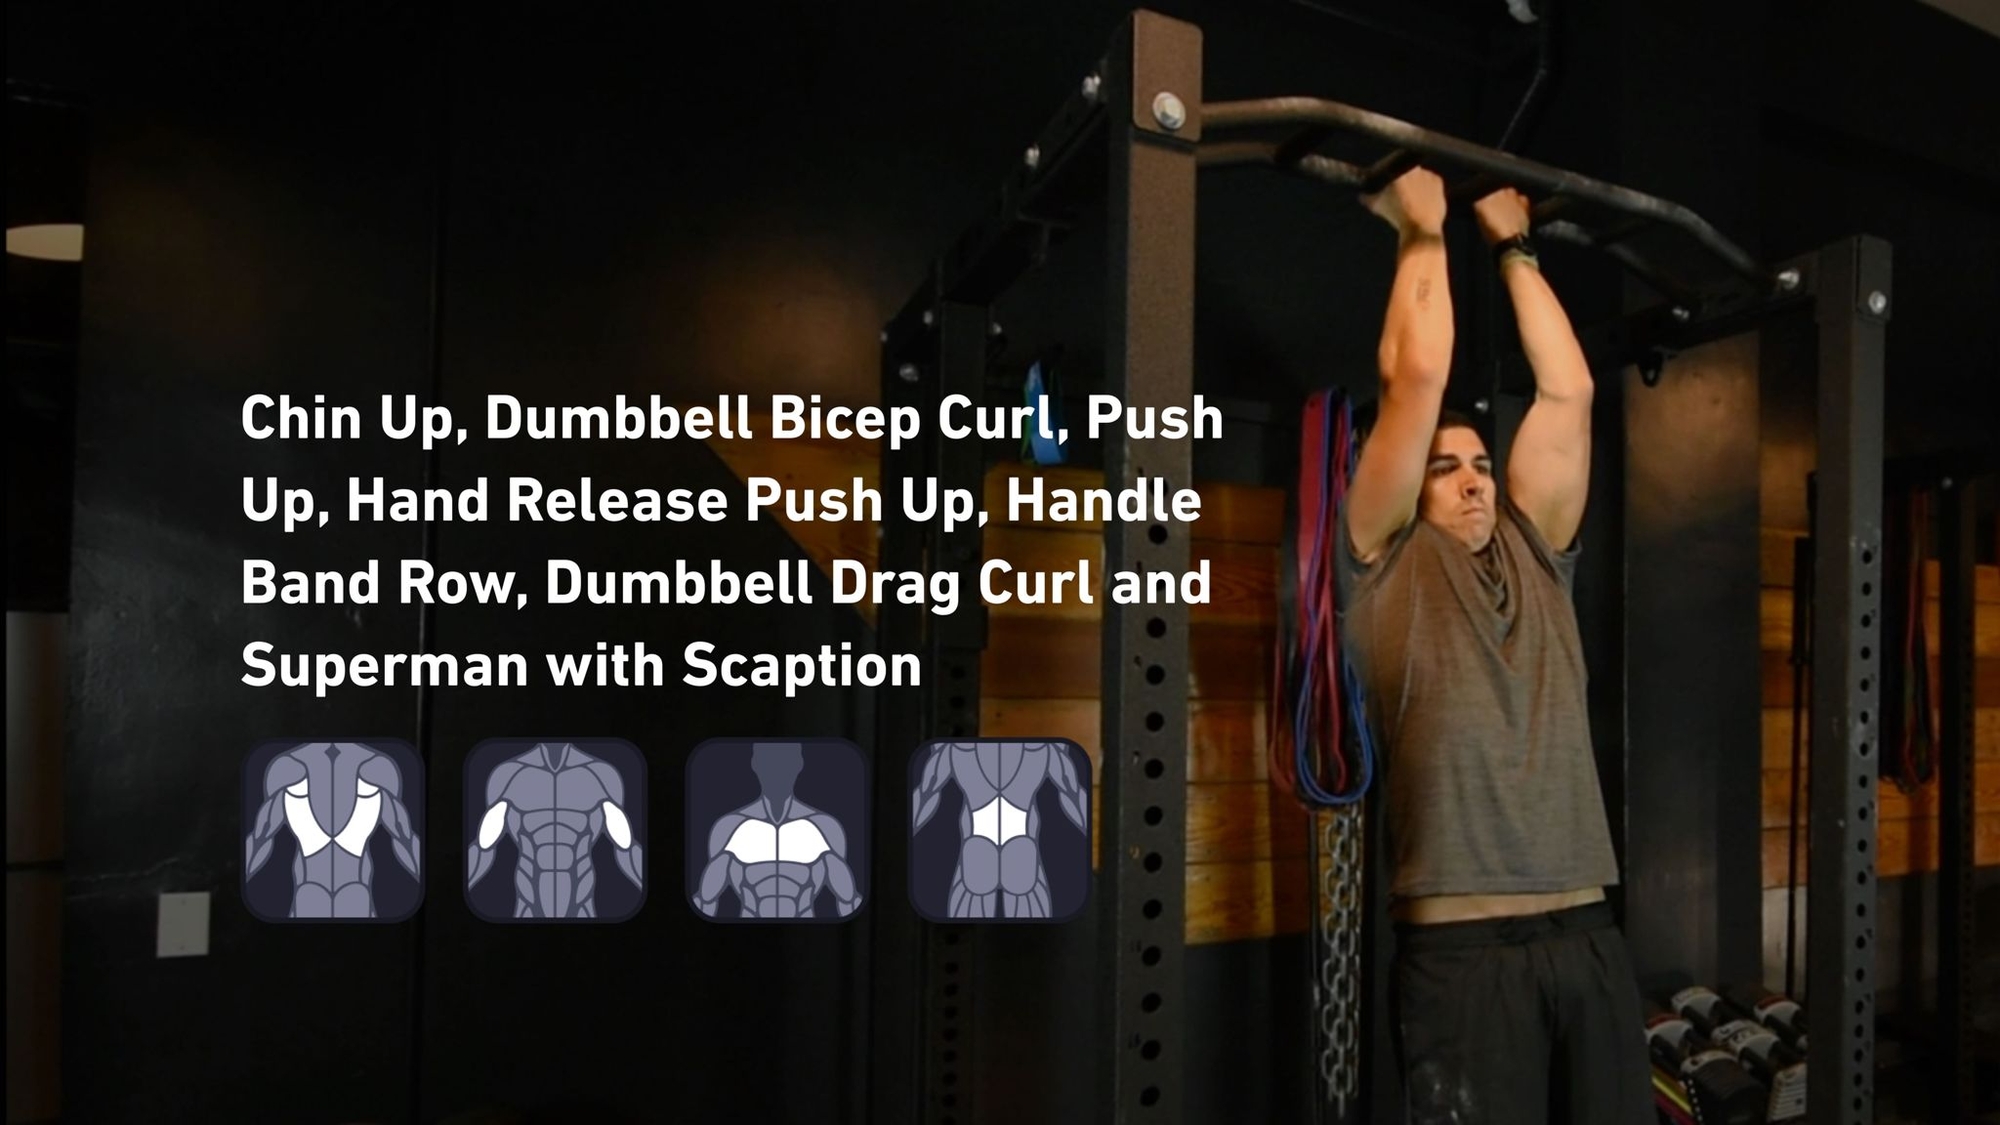 Chin Up, Dumbbell Bicep Curl, Push
Up, Hand Release Push Up, Handle
Band Row, Dumbbell Drag Curl and
Superman with Scaption